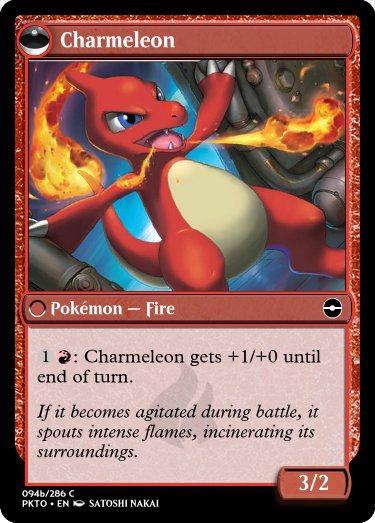 Charmeleon
Pokémon — Fire
1 : Charmeleon gets +1/+0 until
end of turn.
If it becomes agitated during battle, it
spouts intense flames, incinerating its
surroundings.
3/2
094b/286 C
PKTO • EN SATOSHI NAKAI